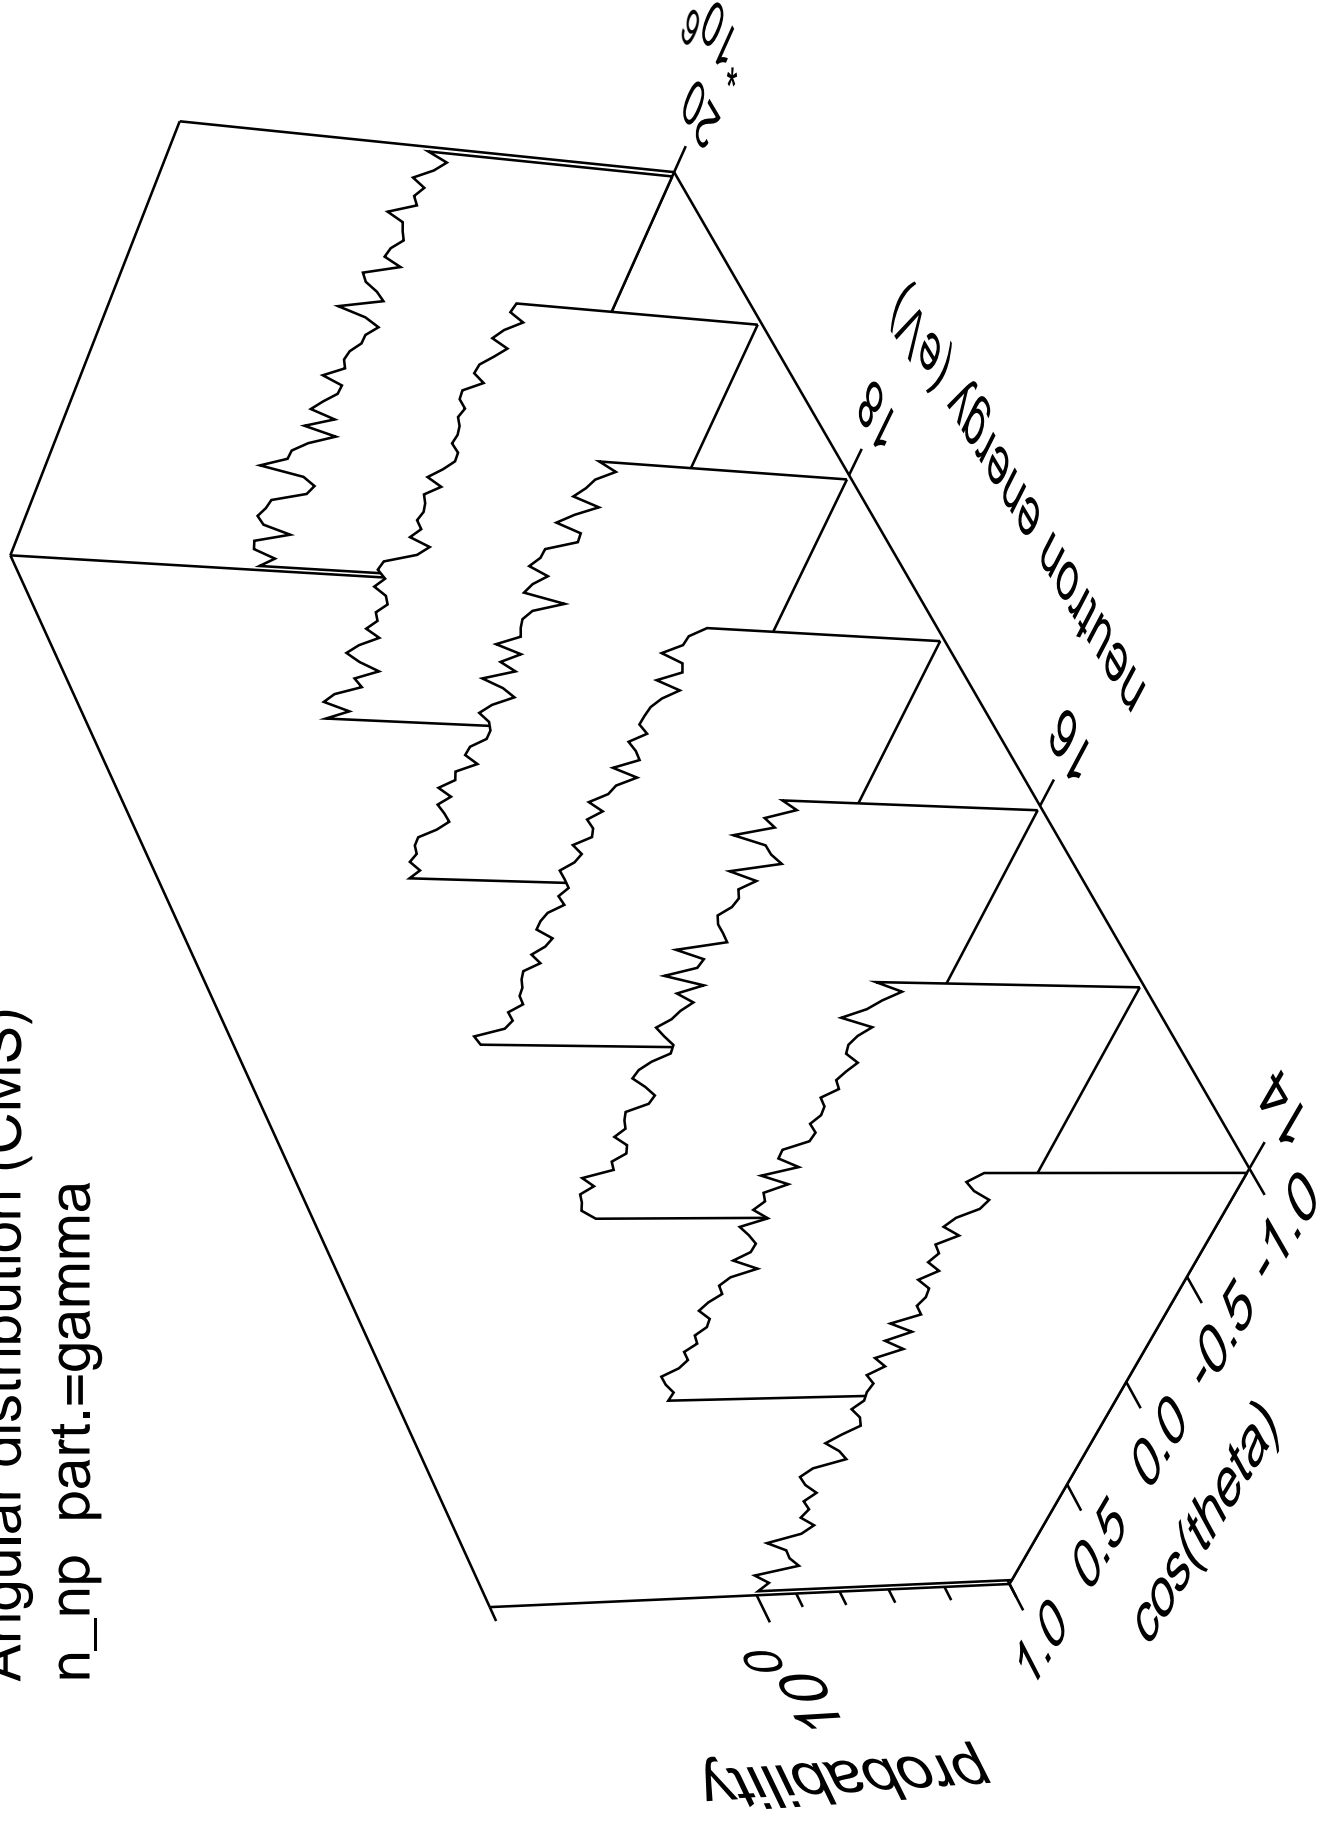 Angular distribution (CMS)
n_np part.=gamma
probability
10^0
cos(theta)
1.0 0.5 0.0 -0.5 -1.0
neutron energy (eV)
14 16 18 20
*10^6